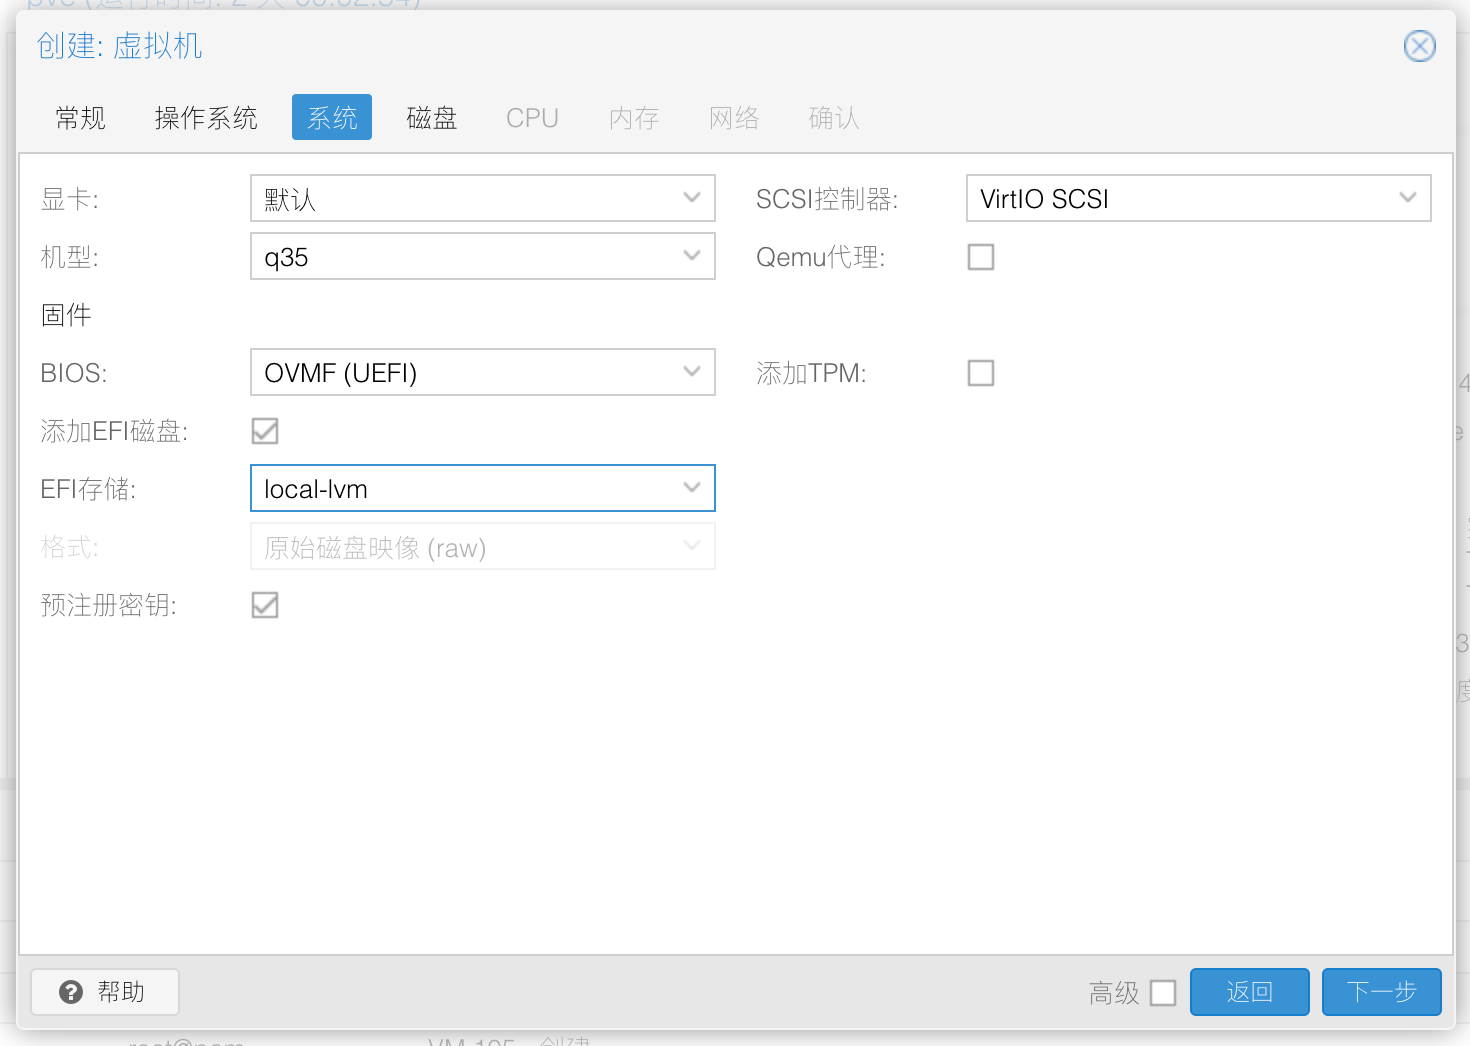 创建: 虚拟机
常规 操作系统 系统 磁盘 CPU 内存 网络 确认
显卡: 默认 SCSI控制器: VirtIO SCSI
机型: q35 Qemu代理:
固件
BIOS: OVMF (UEFI) 添加TPM:
添加EFI磁盘:
EFI存储: local-lvm
格式: 原始磁盘映像 (raw)
预注册密钥:
帮助 高级 返回 下一步